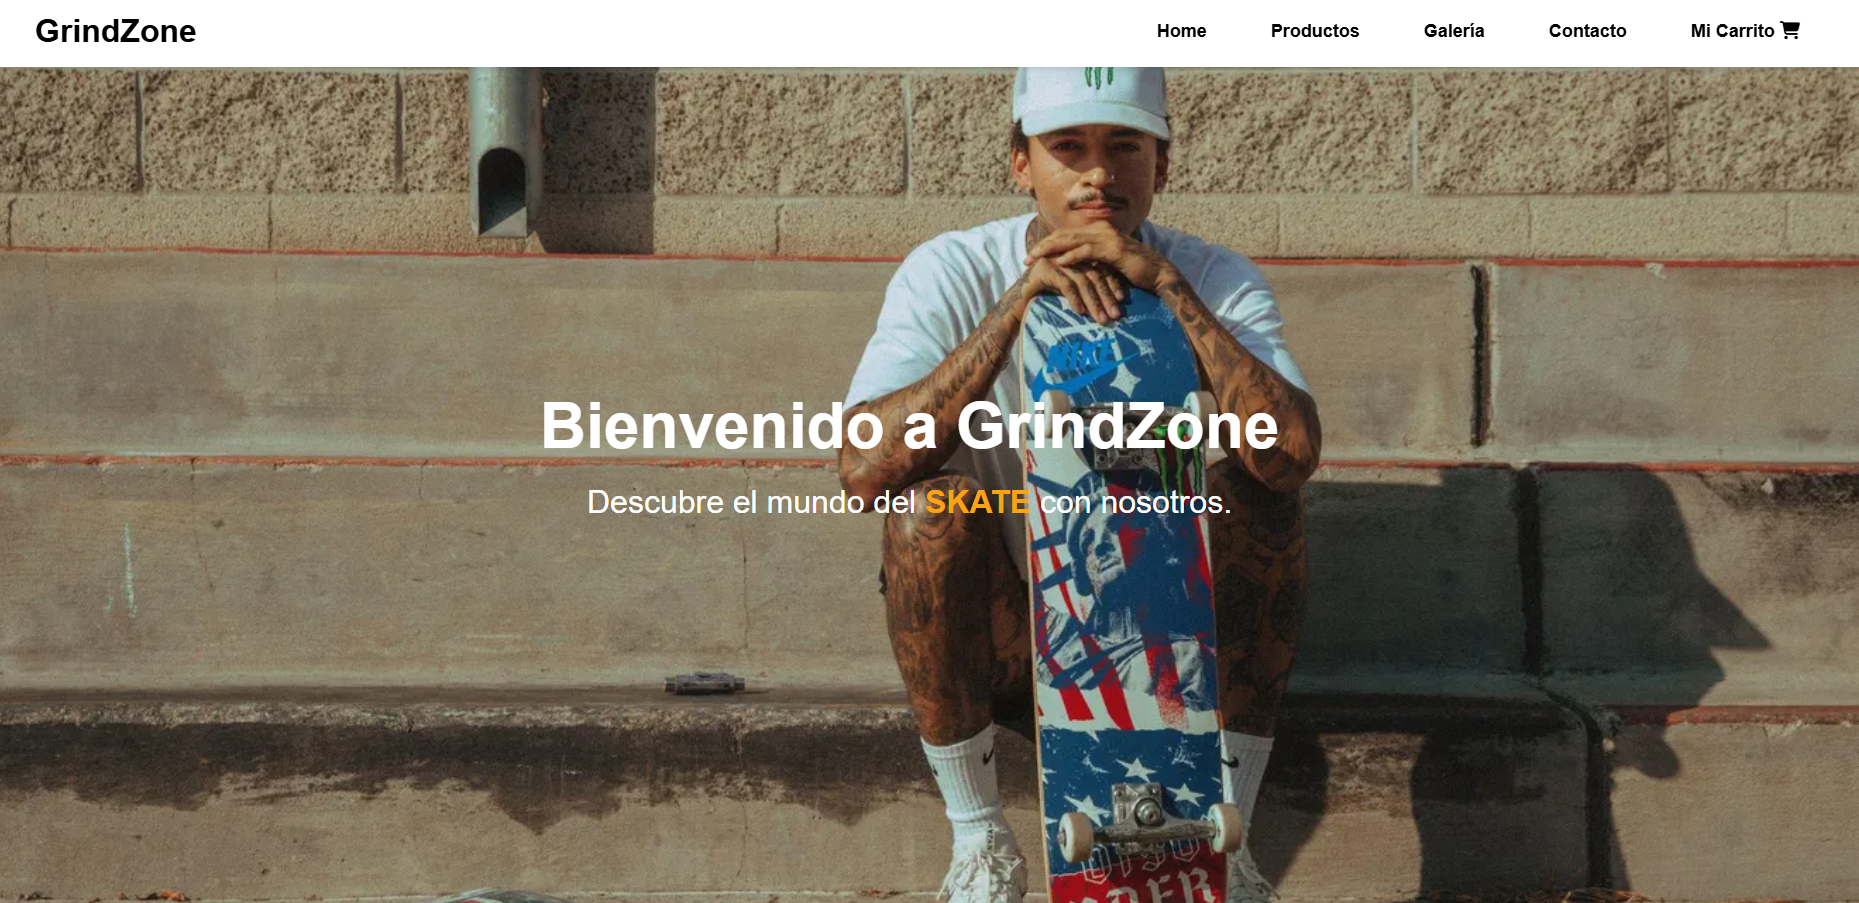 GrindZone
Home Productos Galería Contacto Mi Carrito
NIKE
Bienvenido a GrindZone
Descubre el mundo del SKATE con nosotros.